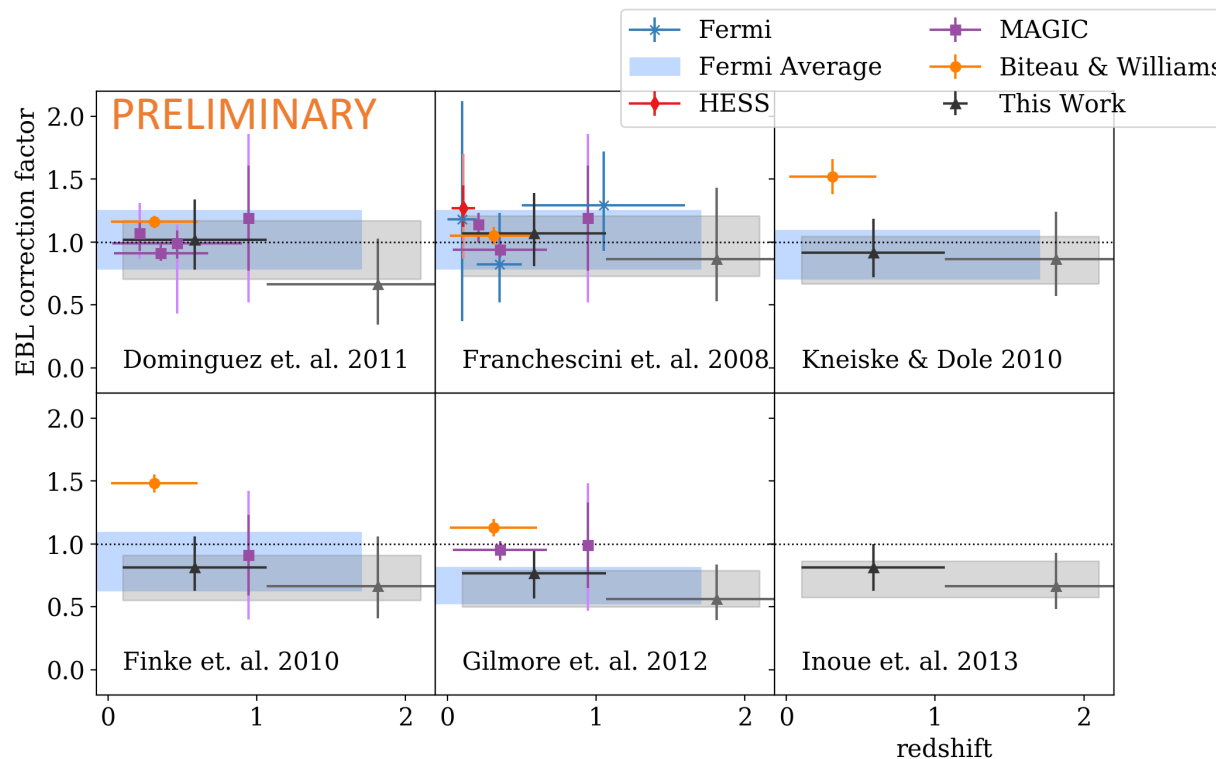 Fermi
Fermi Average
HESS
MAGIC
Biteau & Williams
This Work
PRELIMINARY
EBL correction factor
2.0
1.5
1.0
0.5
0.0
Dominguez et. al. 2011
Franchescini et. al. 2008
Kneiske & Dole 2010
2.0
1.5
1.0
0.5
0.0
Finke et. al. 2010
Gilmore et. al. 2012
Inoue et. al. 2013
0 1 2
0 1 2
0 1 2
redshift